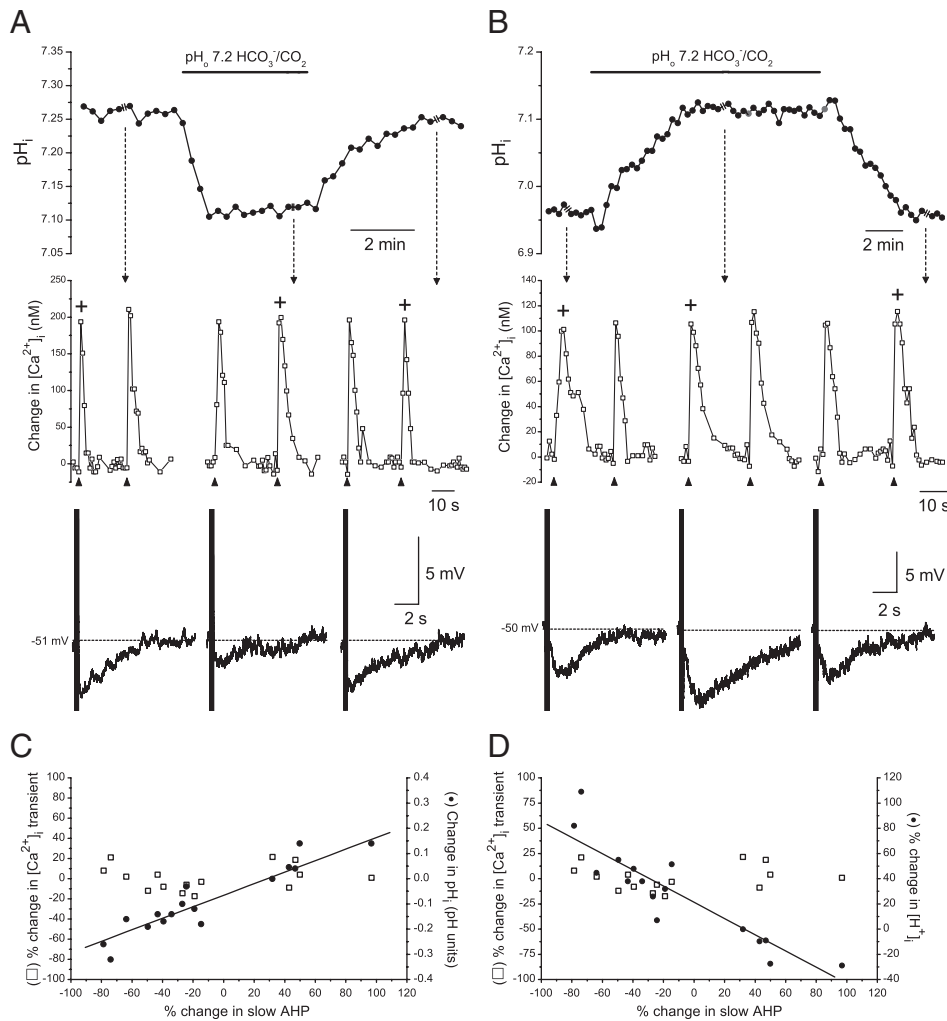 A
B
7.35
pHo 7.2 HCO3-/CO2
7.30
7.25
7.20
7.15
7.10
7.05
pHi
2 min
7.2
pHo 7.2 HCO3-/CO2
7.1
7.0
6.9
pHi
2 min
250
200
150
100
50
0
Change in [Ca2+]i (nM)
+ + +
10 s
140
120
100
80
60
40
20
0
-20
Change in [Ca2+]i (nM)
+ + +
10 s
-51 mV
5 mV
2 s
-50 mV
5 mV
2 s
C
D
100
80
60
40
20
0
-20
-40
-60
-80
-100
(□) % change in [Ca2+]i transient
0.4
0.3
0.2
0.1
0.0
-0.1
-0.2
-0.3
-0.4
(•) Change in pHi, (pH units)
-100 -80 -60 -40 -20 0 20 40 60 80 100 120
% change in slow AHP
100
75
50
25
0
-25
-50
-75
-100
(□) % change in [Ca2+]i transient
120
100
80
60
40
20
0
-20
-40
(•) % change in [H+]i
-100 -80 -60 -40 -20 0 20 40 60 80 100 120
% change in slow AHP